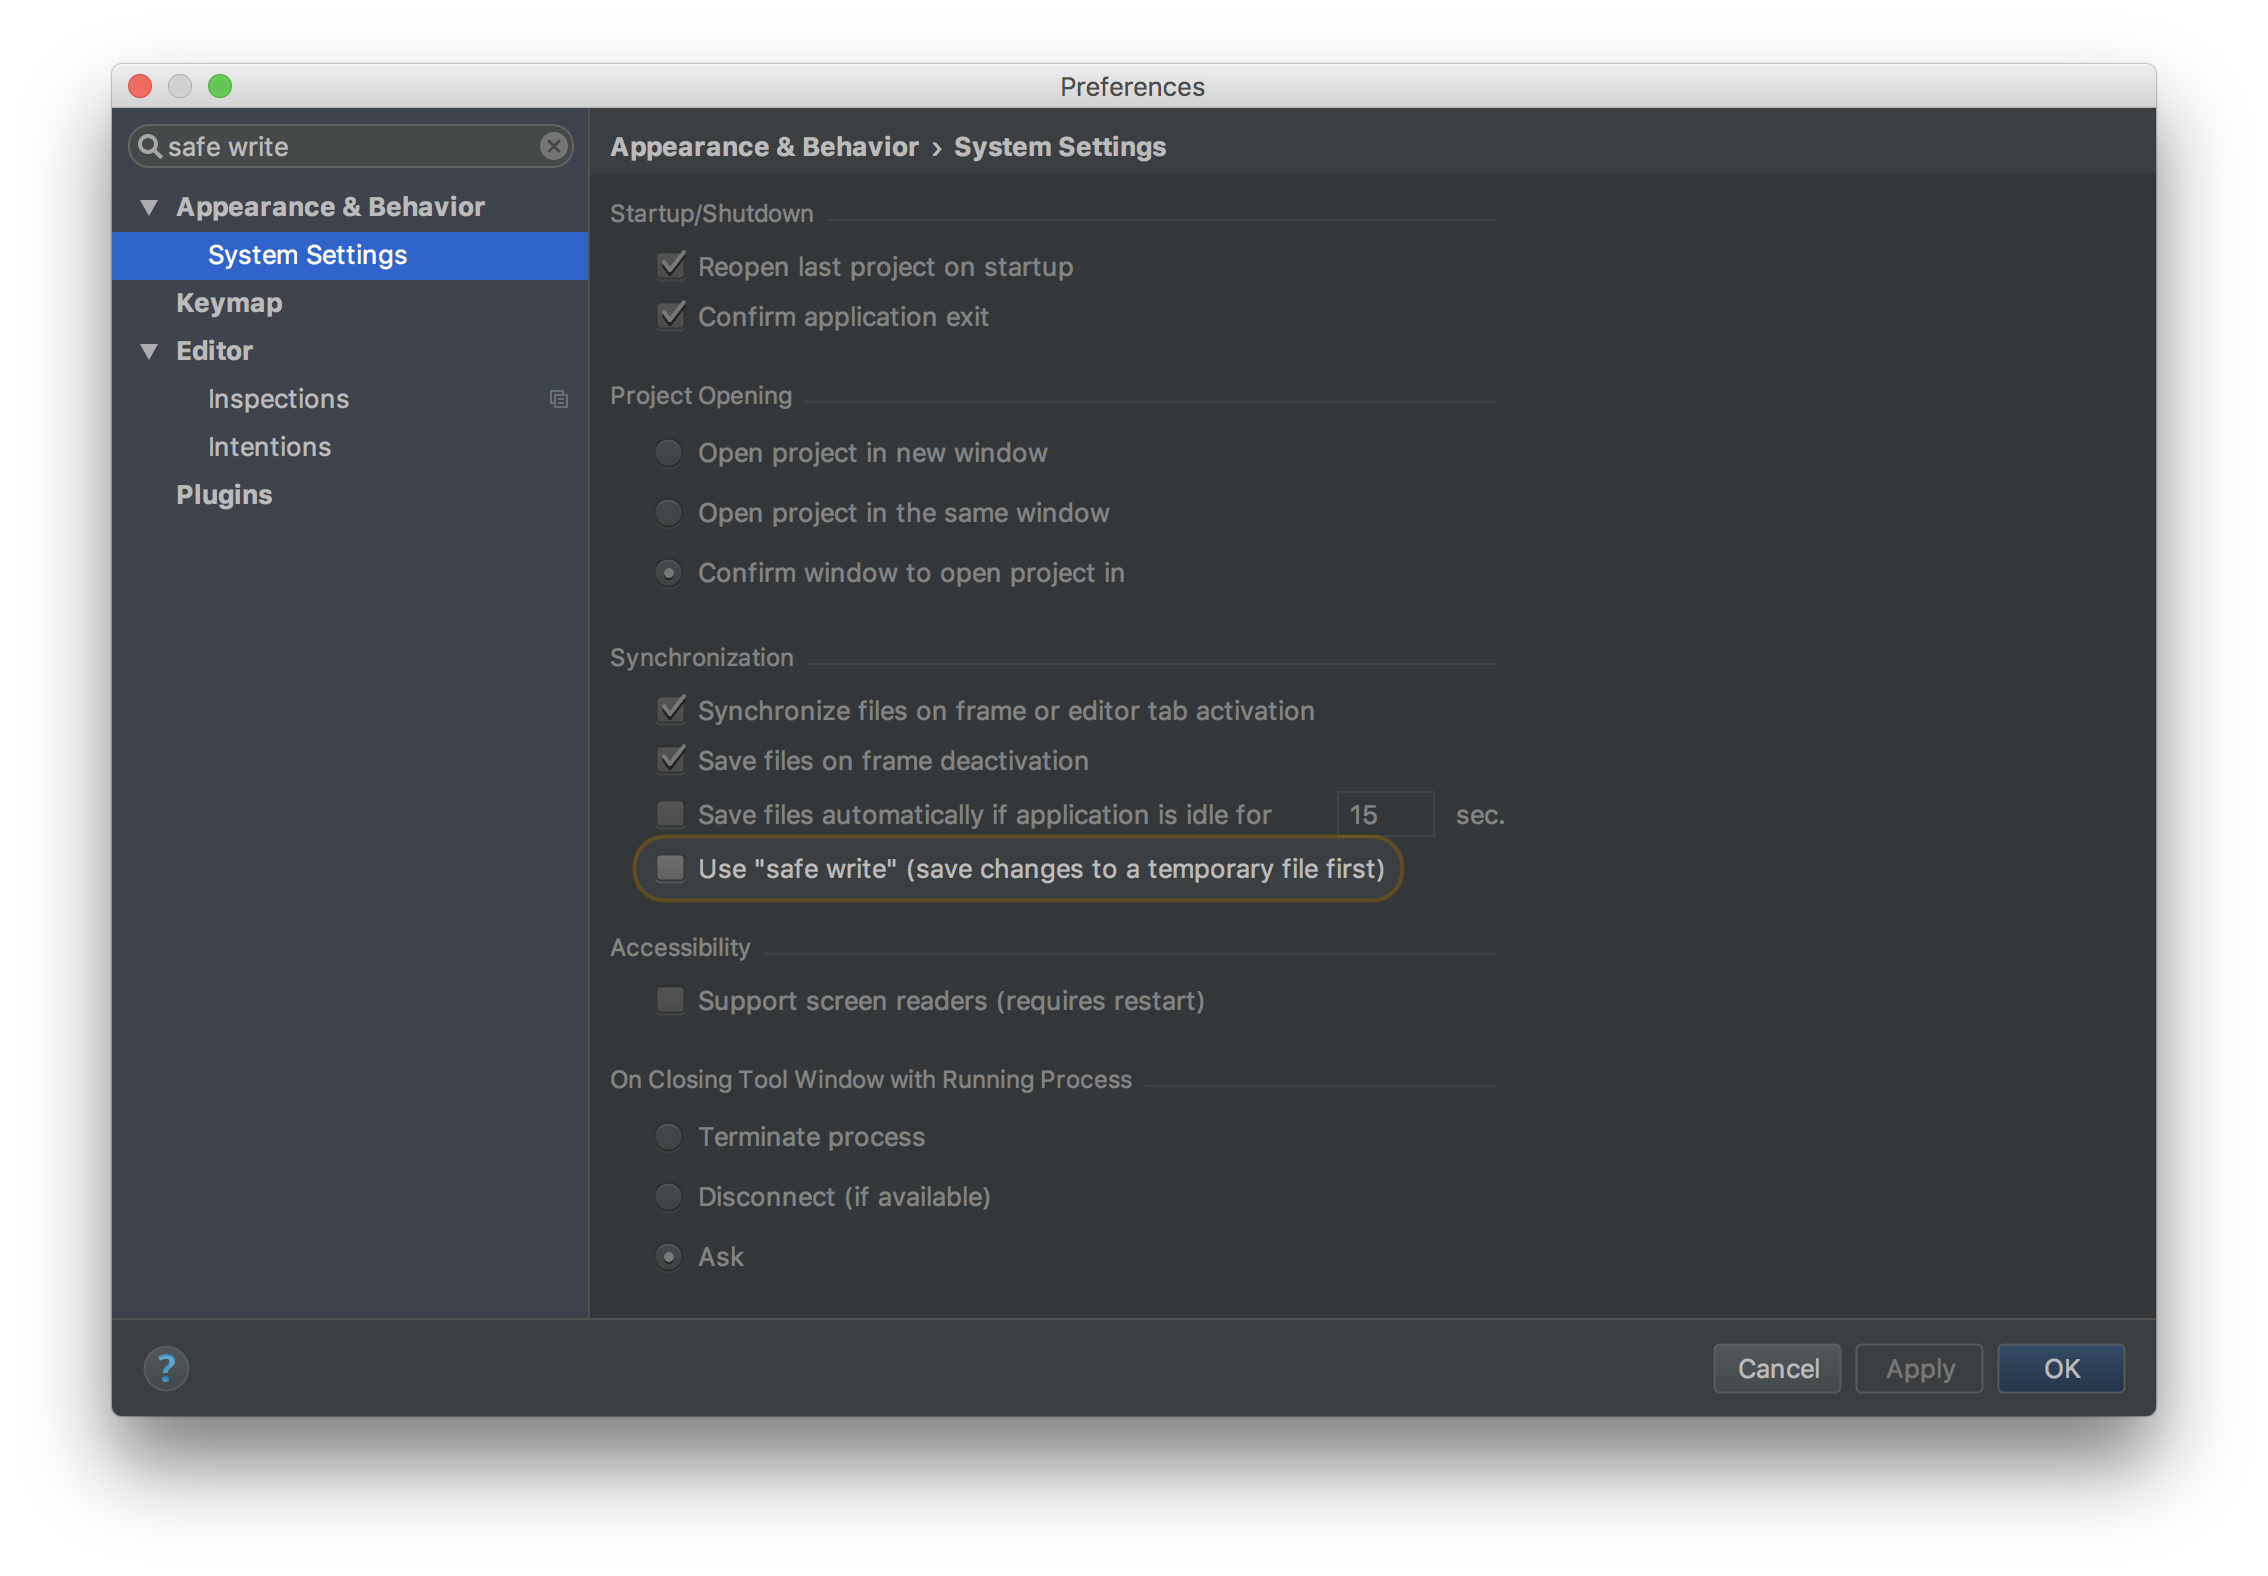 Preferences
safe write
Appearance & Behavior
System Settings
Keymap
Editor
Inspections
Intentions
Plugins
Appearance & Behavior › System Settings
Startup/Shutdown
Reopen last project on startup
Confirm application exit
Project Opening
Open project in new window
Open project in the same window
Confirm window to open project in
Synchronization
Synchronize files on frame or editor tab activation
Save files on frame deactivation
Save files automatically if application is idle for 15 sec.
Use "safe write" (save changes to a temporary file first)
Accessibility
Support screen readers (requires restart)
On Closing Tool Window with Running Process
Terminate process
Disconnect (if available)
Ask
? Cancel Apply OK